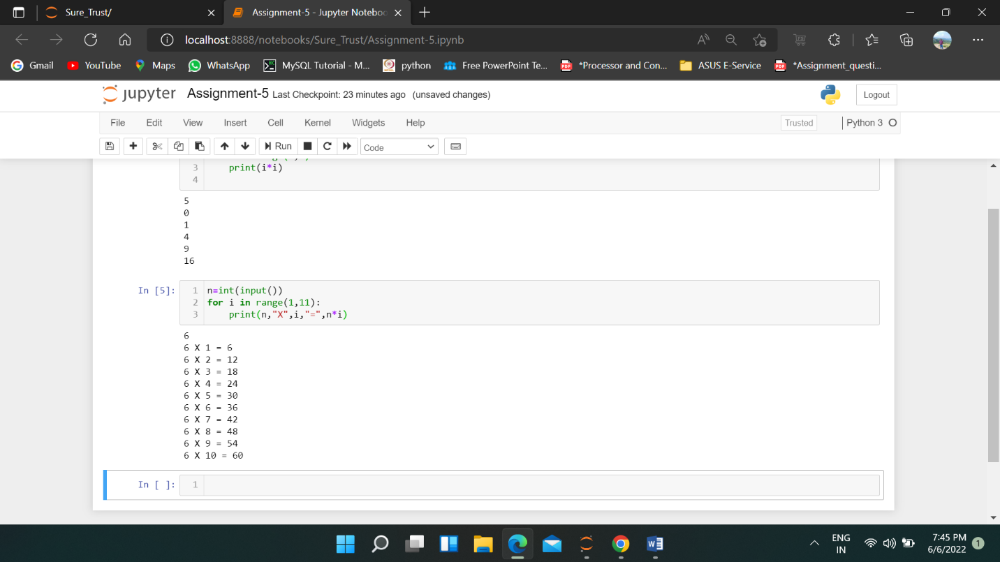 Sure_Trust/
Assignment-5 - Jupyter Noteboo
localhost:8888/notebooks/Sure_Trust/Assignment-5.ipynb
Gmail YouTube Maps WhatsApp MySQL Tutorial - M... python Free PowerPoint Te... *Processor and Con... ASUS E-Service *Assignment_questi...
jupyter Assignment-5 Last Checkpoint: 23 minutes ago (unsaved changes) Logout
File Edit View Insert Cell Kernel Widgets Help Trusted Python 3
Run Code
3 print(i*i)
4
5
0
1
4
9
16
In [5]: 1 n=int(input())
2 for i in range(1,11):
3 print(n,"X",i,"=",n*i)
6
6 X 1 = 6
6 X 2 = 12
6 X 3 = 18
6 X 4 = 24
6 X 5 = 30
6 X 6 = 36
6 X 7 = 42
6 X 8 = 48
6 X 9 = 54
6 X 10 = 60
In [ ]: 1
ENG 7:45 PM 1
IN 6/6/2022